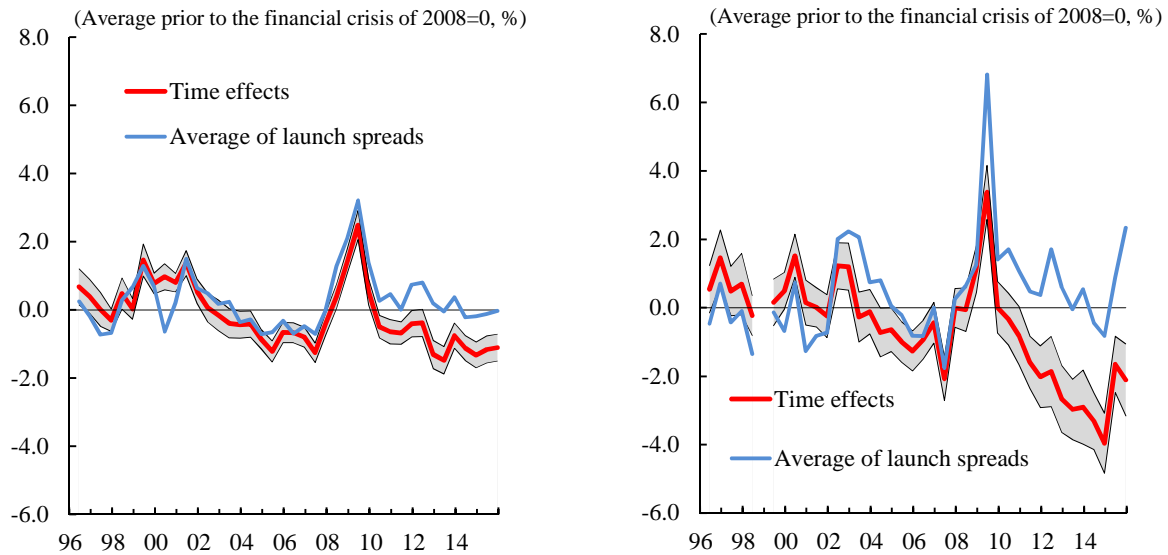 (Average prior to the financial crisis of 2008=0, %)
8.0
6.0
4.0
2.0
0.0
-2.0
-4.0
-6.0
96 98 00 02 04 06 08 10 12 14
Time effects
Average of launch spreads
(Average prior to the financial crisis of 2008=0, %)
8.0
6.0
4.0
2.0
0.0
-2.0
-4.0
-6.0
96 98 00 02 04 06 08 10 12 14
Time effects
Average of launch spreads